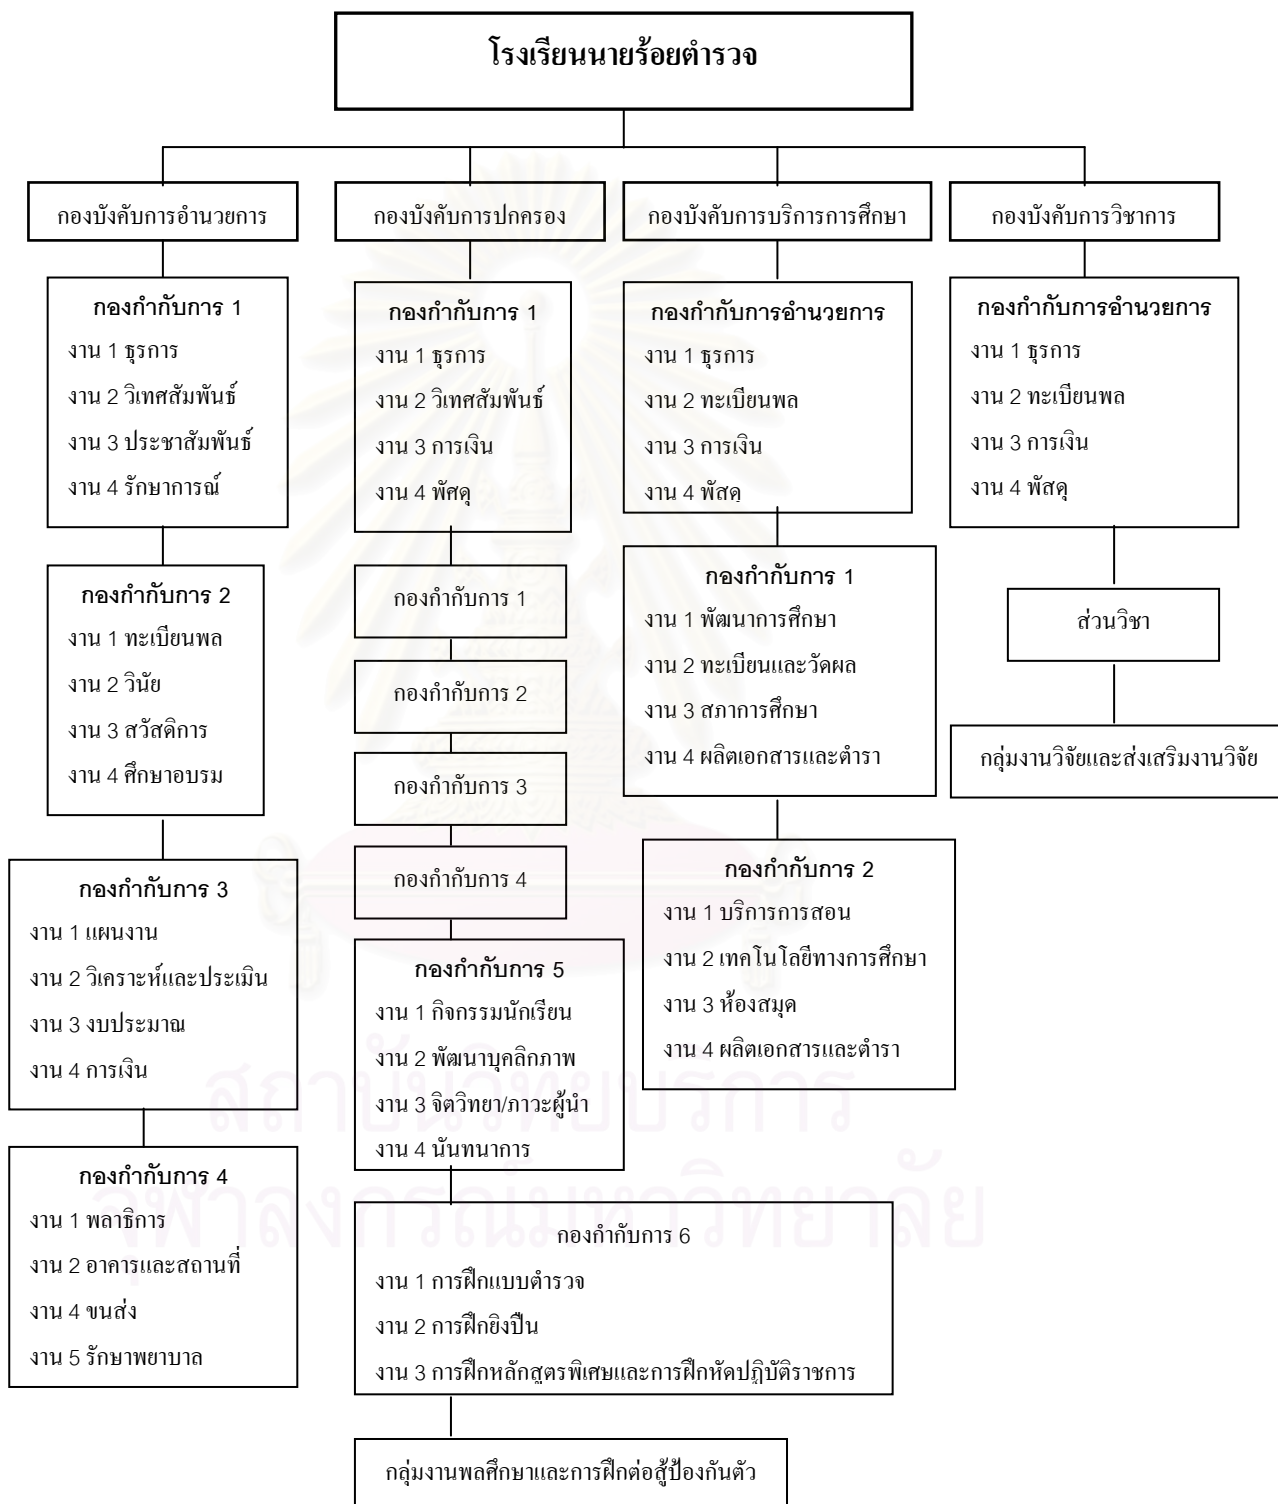 โรงเรียนนายร้อยตำรวจ
กองบังคับการอำนวยการ
กองบังคับการปกครอง
กองบังคับการบริการการศึกษา
กองบังคับการวิชาการ
กองกำกับการ 1
งาน 1 ธุรการ
งาน 2 วิเทศสัมพันธ์
งาน 3 ประชาสัมพันธ์
งาน 4 รักษาการณ์
กองกำกับการ 2
งาน 1 ทะเบียนพล
งาน 2 วินัย
งาน 3 สวัสดิการ
งาน 4 ศึกษาอบรม
กองกำกับการ 3
งาน 1 แผนงาน
งาน 2 วิเคราะห์และประเมิน
งาน 3 งบประมาณ
งาน 4 การเงิน
กองกำกับการ 4
งาน 1 พลาธิการ
งาน 2 อาคารและสถานที่
งาน 4 ขนส่ง
งาน 5 รักษาพยาบาล
กองกำกับการ 1
งาน 1 ธุรการ
งาน 2 วิเทศสัมพันธ์
งาน 3 การเงิน
งาน 4 พัศดุ
กองกำกับการ 1
กองกำกับการ 2
กองกำกับการ 3
กองกำกับการ 4
กองกำกับการ 5
งาน 1 กิจกรรมนักเรียน
งาน 2 พัฒนาบุคลิกภาพ
งาน 3 จิตวิทยา/ภาวะผู้นำ
งาน 4 นันทนาการ
กองกำกับการ 6
งาน 1 การฝึกแบบตำรวจ
งาน 2 การฝึกยิงปืน
งาน 3 การฝึกหลักสูตรพิเศษและการฝึกหัดปฏิบัติราชการ
กลุ่มงานพลศึกษาและการฝึกต่อสู้ป้องกันตัว
กองกำกับการอำนวยการ
งาน 1 ธุรการ
งาน 2 ทะเบียนพล
งาน 3 การเงิน
งาน 4 พัสดุ
กองกำกับการ 1
งาน 1 พัฒนาการศึกษา
งาน 2 ทะเบียนและวัดผล
งาน 3 สภาการศึกษา
งาน 4 ผลิตเอกสารและตำรา
กองกำกับการ 2
งาน 1 บริการการสอน
งาน 2 เทคโนโลยีทางการศึกษา
งาน 3 ห้องสมุด
งาน 4 ผลิตเอกสารและตำรา
กองกำกับการอำนวยการ
งาน 1 ธุรการ
งาน 2 ทะเบียนพล
งาน 3 การเงิน
งาน 4 พัสดุ
ส่วนวิชา
กลุ่มงานวิจัยและส่งเสริมงานวิจัย
สถาบันวิทยบริการ
จุฬาลงกรณ์มหาวิทยาลัย